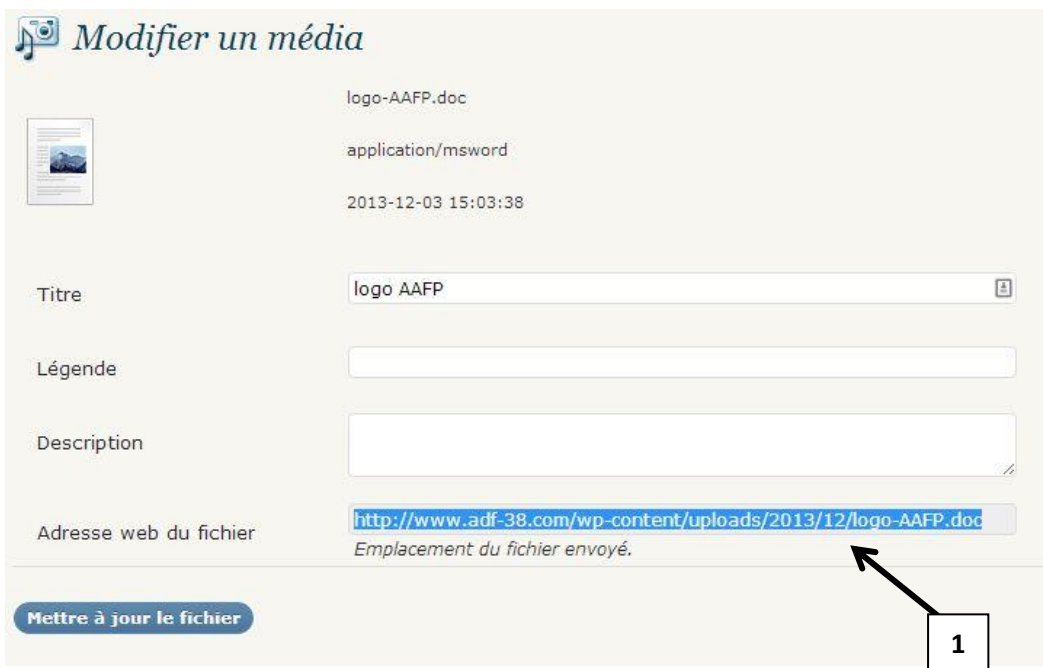 Modifier un média
logo-AAFP.doc
application/msword
2013-12-03 15:03:38
Titre
logo AAFP
Légende
Description
Adresse web du fichier
http://www.adf-38.com/wp-content/uploads/2013/12/logo-AAFP.doc
Emplacement du fichier envoyé.
Mettre à jour le fichier
1